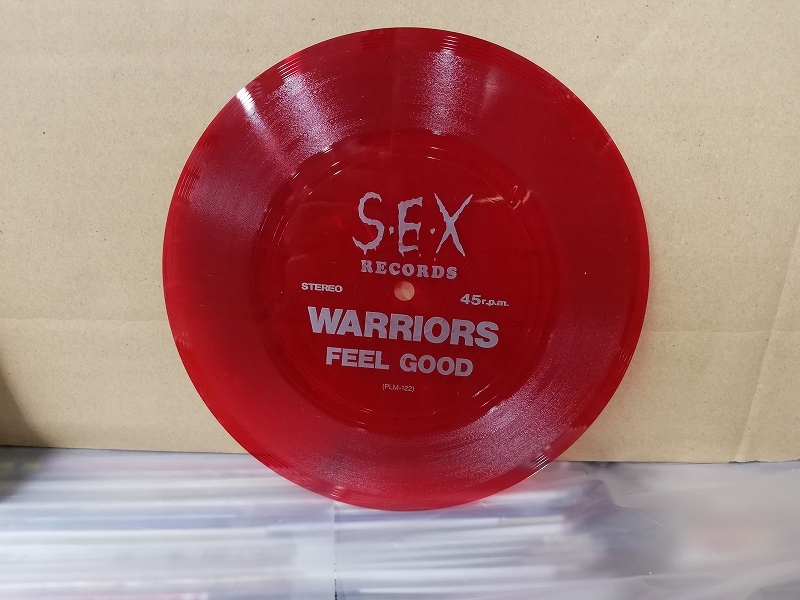 S·E·X
RECORDS
STEREO
45r.p.m.
WARRIORS
FEEL GOOD
(PLM-122)